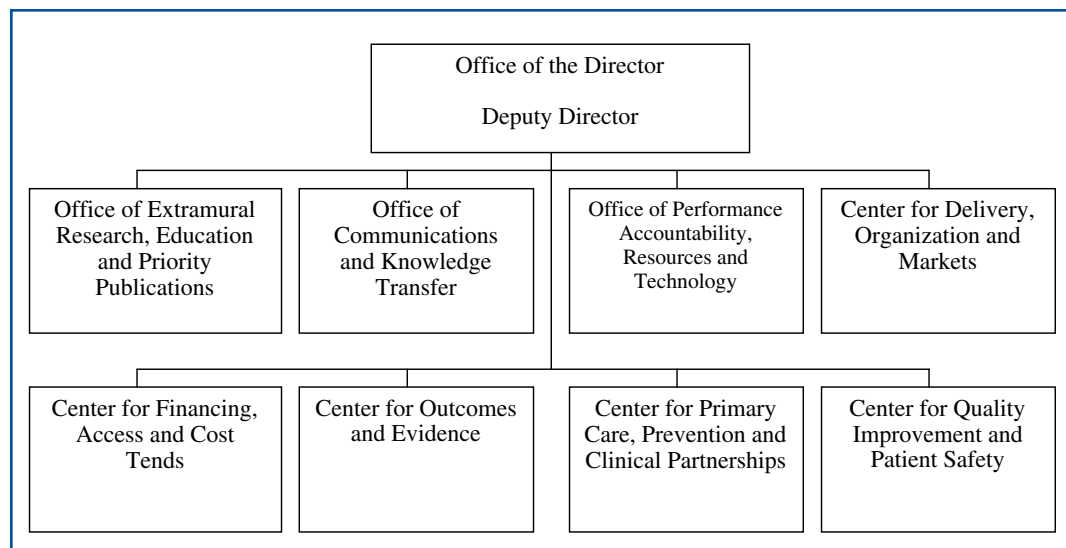 Office of the Director
Deputy Director
Office of Extramural
Research, Education
and Priority
Publications
Office of
Communications
and Knowledge
Transfer
Office of Performance
Accountability,
Resources and
Technology
Center for Delivery,
Organization and
Markets
Center for Financing,
Access and Cost
Tends
Center for Outcomes
and Evidence
Center for Primary
Care, Prevention and
Clinical Partnerships
Center for Quality
Improvement and
Patient Safety